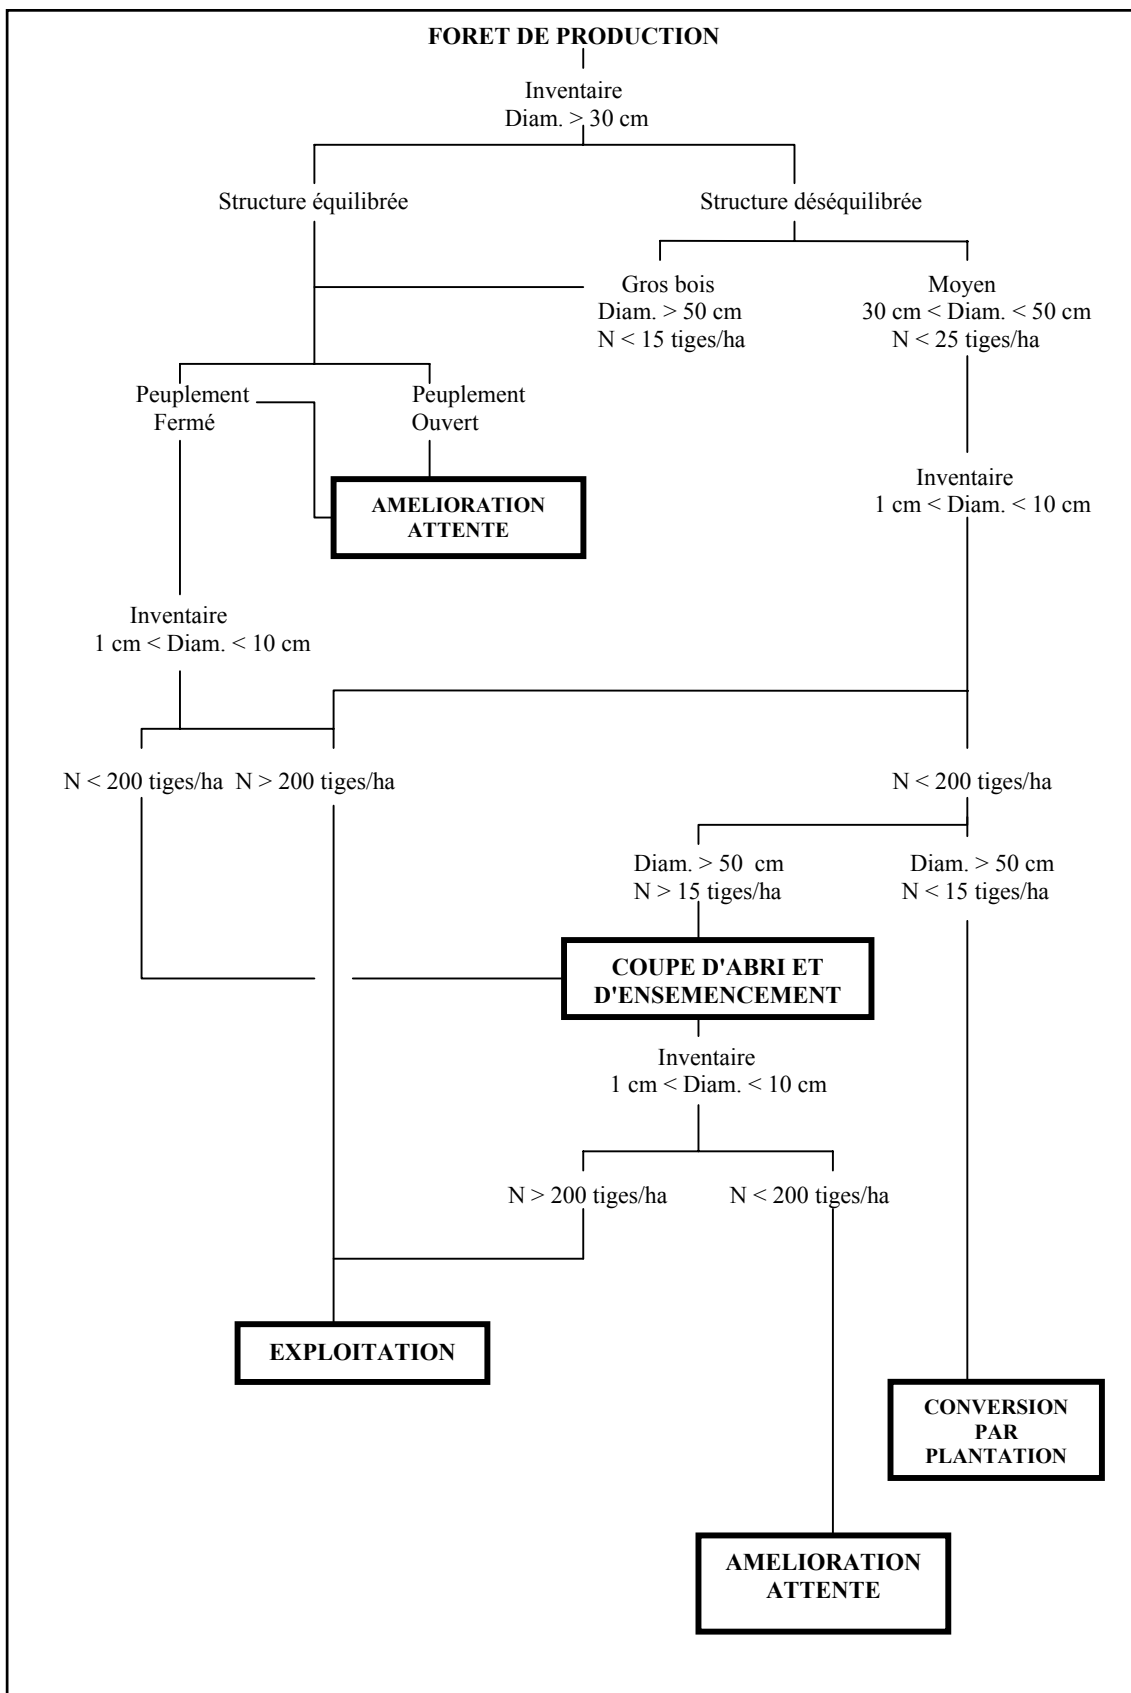 FORET DE PRODUCTION
Inventaire
Diam. > 30 cm
Structure équilibrée
Structure déséquilibrée
Gros bois
Diam. > 50 cm
N < 15 tiges/ha
Moyen
30 cm < Diam. < 50 cm
N < 25 tiges/ha
Peuplement
Fermé
Peuplement
Ouvert
AMELIORATION
ATTENTE
Inventaire
1 cm < Diam. < 10 cm
Inventaire
1 cm < Diam. < 10 cm
N < 200 tiges/ha
N > 200 tiges/ha
N < 200 tiges/ha
Diam. > 50 cm
N > 15 tiges/ha
Diam. > 50 cm
N < 15 tiges/ha
COUPE D'ABRI ET
D'ENSEMENCEMENT
Inventaire
1 cm < Diam. < 10 cm
N > 200 tiges/ha
N < 200 tiges/ha
EXPLOITATION
CONVERSION
PAR
PLANTATION
AMELIORATION
ATTENTE